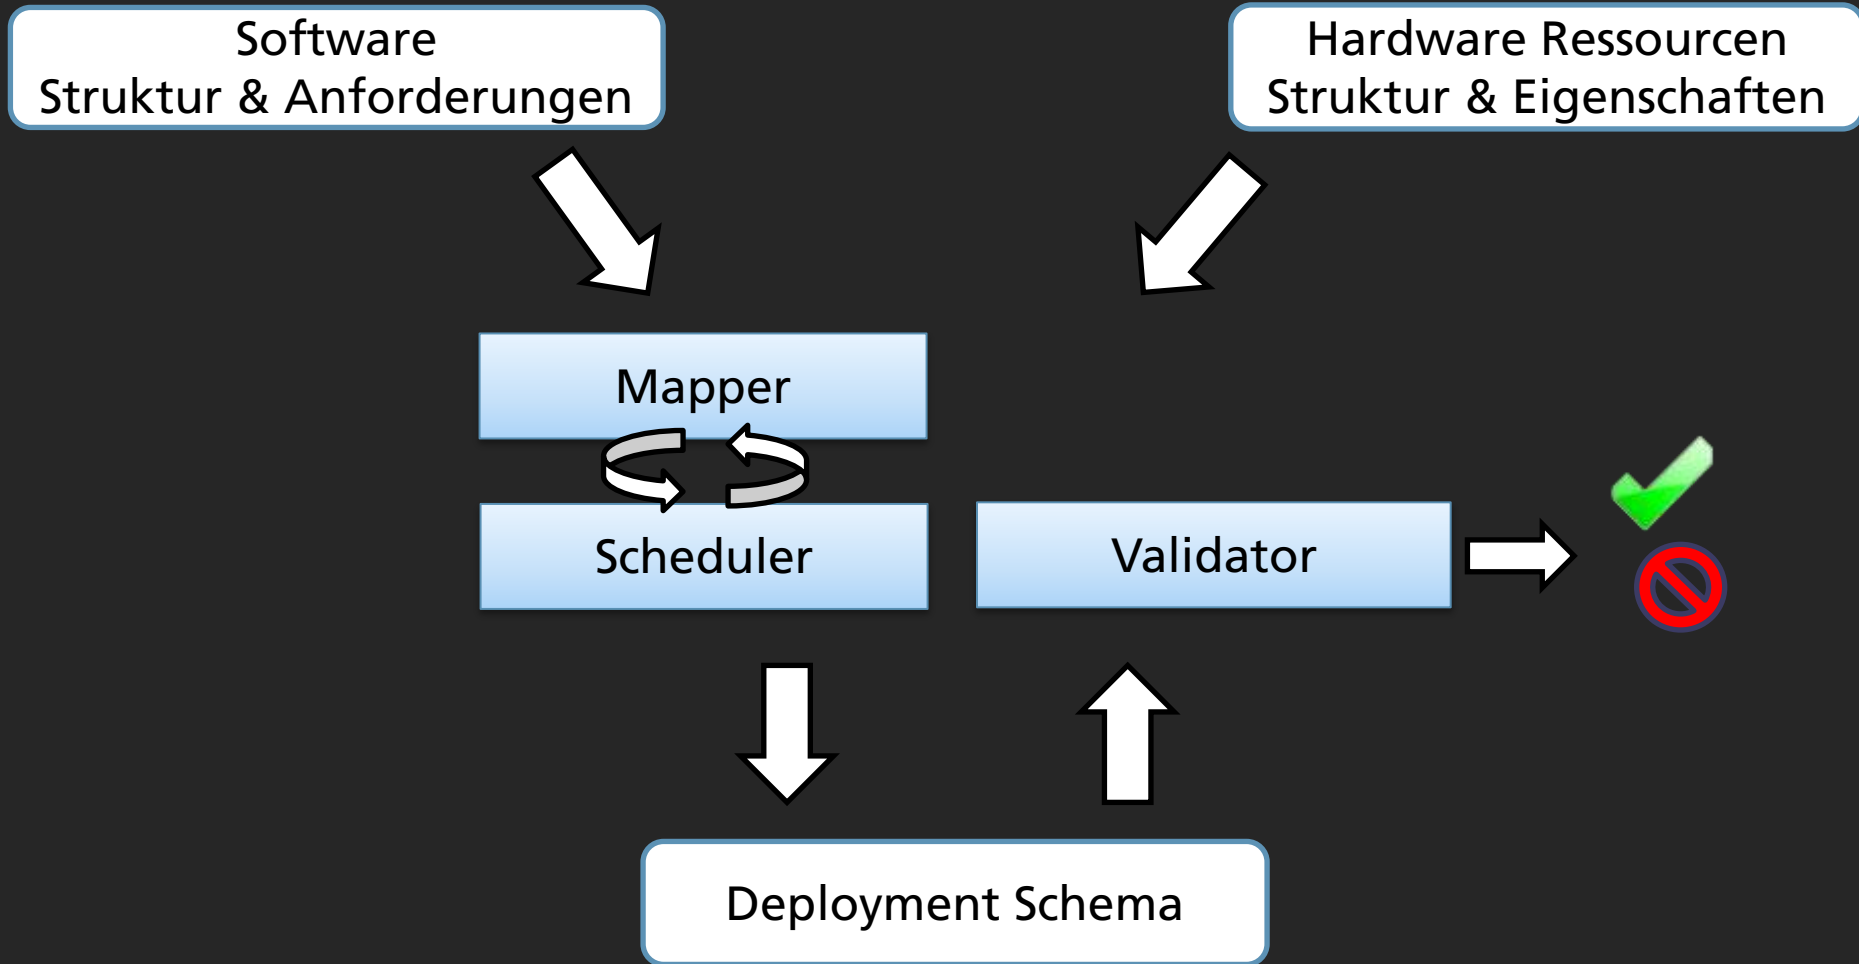 Software
Struktur & Anforderungen
Hardware Ressourcen
Struktur & Eigenschaften
Mapper
Scheduler
Validator
Deployment Schema